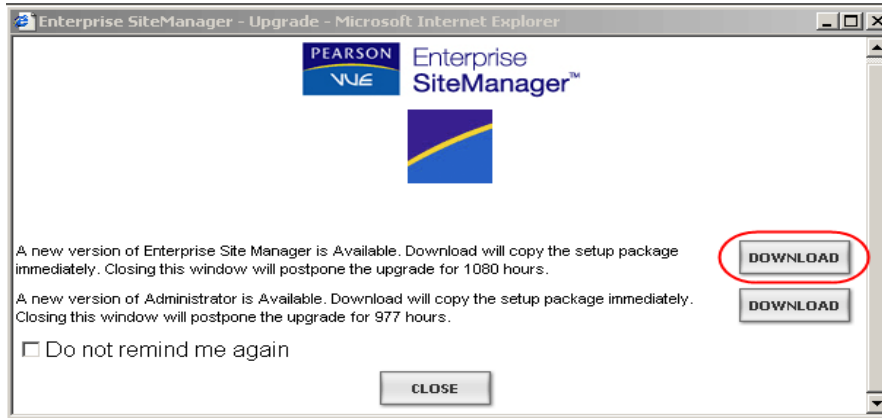 Enterprise SiteManager - Upgrade - Microsoft Internet Explorer
PEARSON
VUE
Enterprise
SiteManager™
A new version of Enterprise Site Manager is Available. Download will copy the setup package
immediately. Closing this window will postpone the upgrade for 1080 hours.
DOWNLOAD
A new version of Administrator is Available. Download will copy the setup package immediately.
Closing this window will postpone the upgrade for 977 hours.
DOWNLOAD
Do not remind me again
CLOSE